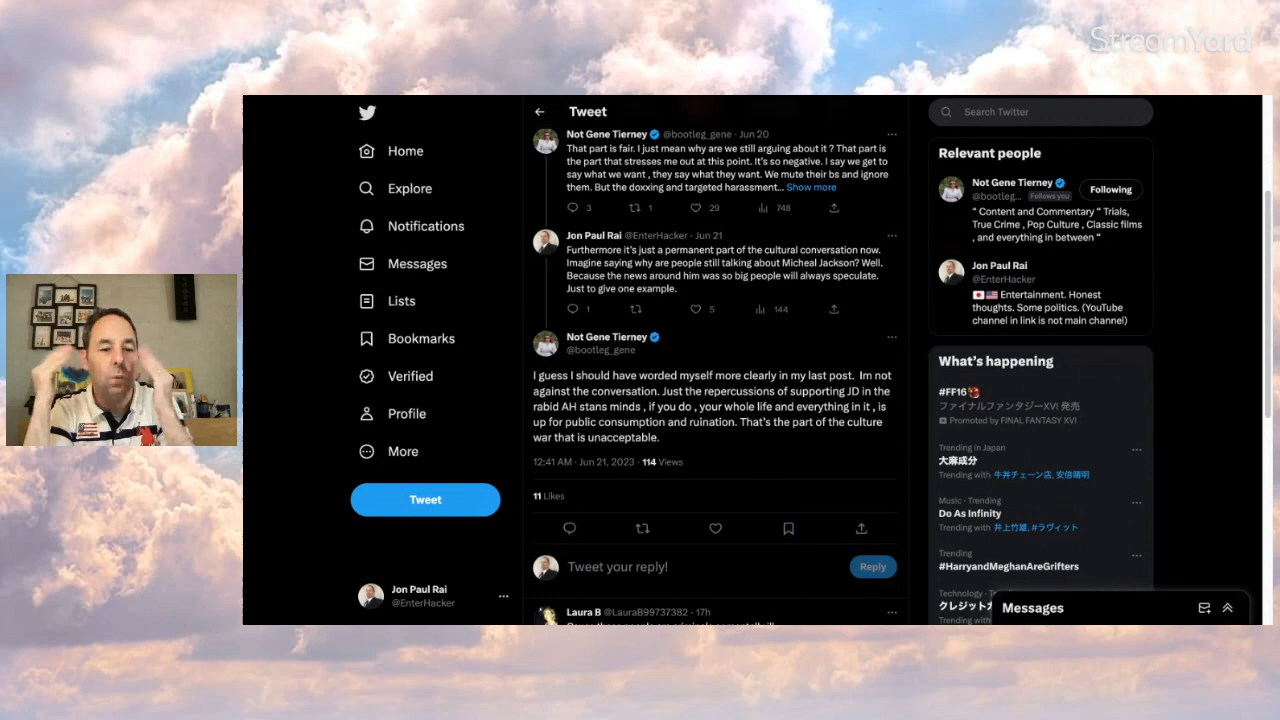 StreamYard
Tweet
Home
Explore
Notifications
Messages
Lists
Bookmarks
Verified
Profile
More
Tweet
Jon Paul Rai
@EnterHacker
Not Gene Tierney @bootleg_gene · Jun 20
That part is fair. I just mean why are we still arguing about it ? That part is
the part that stresses me out at this point. It's so negative. I say we get to
say what we want , they say what they want. We mute their bs and ignore
them. But the doxxing and targeted harassment... Show more
3 1 29 748
Jon Paul Rai @EnterHacker · Jun 21
Furthermore it's just a permanent part of the cultural conversation now.
Imagine saying why are people still talking about Micheal Jackson? Well.
Because the news around him was so big people will always speculate.
Just to give one example.
1 5 144
Not Gene Tierney
@bootleg_gene
I guess I should have worded myself more clearly in my last post. Im not
against the conversation. Just the repercussions of supporting JD in the
rabid AH stans minds , if you do , your whole life and everything in it , is
up for public consumption and ruination. That's the part of the culture
war that is unacceptable.
12:41 AM · Jun 21, 2023 · 114 Views
11 Likes
Tweet your reply!
Reply
Laura B @LauraB99737382 · 17h
Search Twitter
Relevant people
Not Gene Tierney
@bootleg... Follows you
Following
" Content and Commentary " Trials,
True Crime , Pop Culture , Classic films
, and everything in between "
Jon Paul Rai
@EnterHacker
Entertainment. Honest
thoughts. Some politics. (YouTube
channel in link is not main channel)
What's happening
#FF16
ファイナルファンタジーXVI 発売
Promoted by FINAL FANTASY XVI
Trending in Japan
大麻成分
Trending with 牛丼チェーン店, 安倍晴明
Music · Trending
Do As Infinity
Trending with 井上竹雄, #ラヴィット
Trending
#HarryandMeghanAreGrifters
Technology
Trending with
Messages